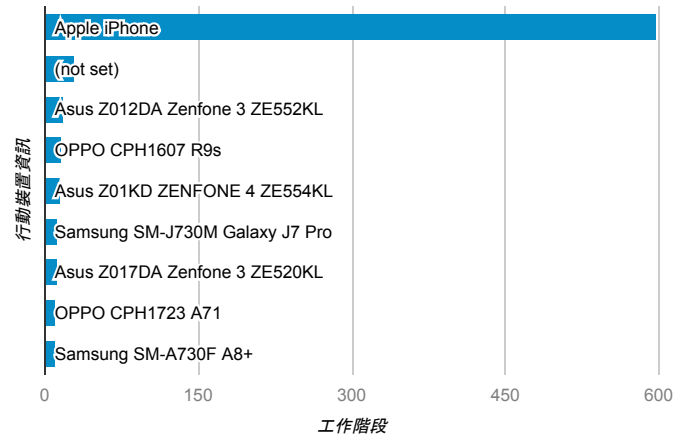 Apple iPhone
(not set)
Asus Z012DA Zenfone 3 ZE552KL
OPPO CPH1607 R9s
Asus Z01KD ZENFONE 4 ZE554KL
Samsung SM-J730M Galaxy J7 Pro
Asus Z017DA Zenfone 3 ZE520KL
OPPO CPH1723 A71
Samsung SM-A730F A8+
行動裝置資訊
0 150 300 450 600
工作階段